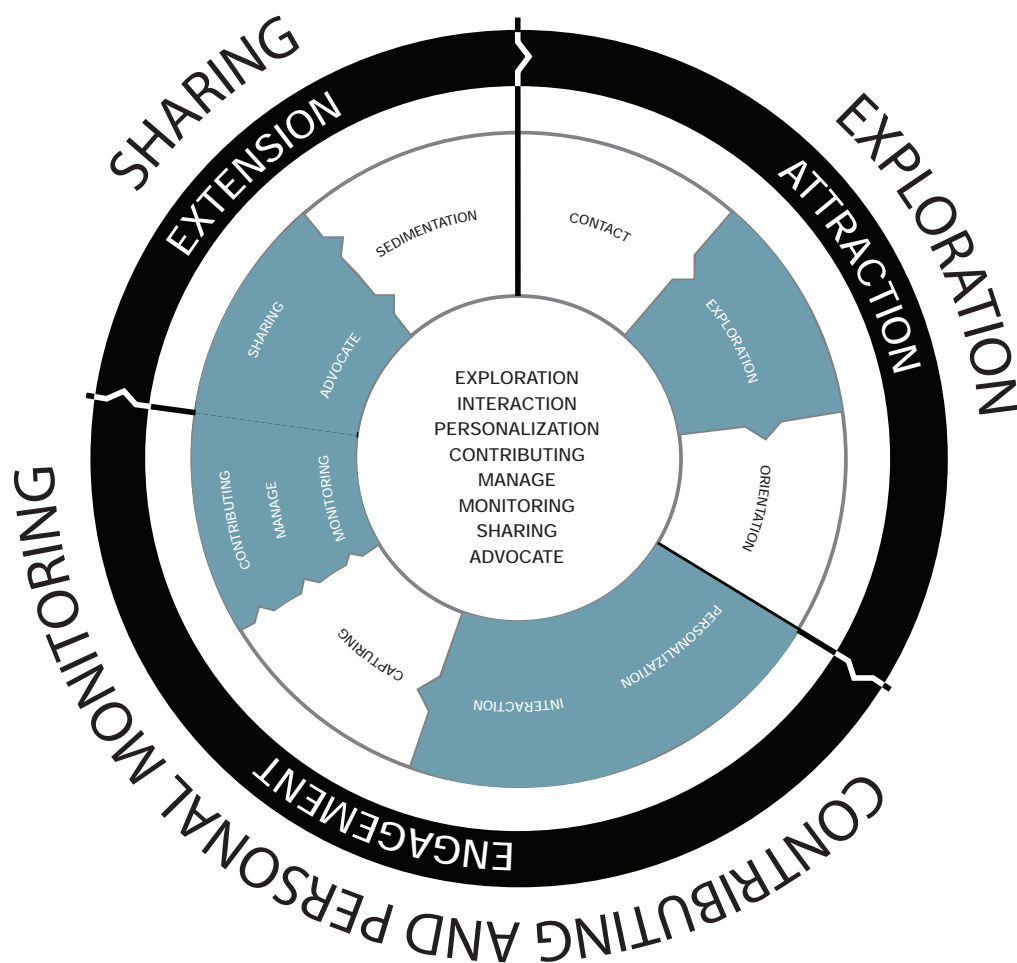 SHARING
EXPLORATION
CONTRIBUTING AND PERSONAL MONITORING
EXTENSION
ATTRACTION
ENGAGEMENT
SEDIMENTATION
CONTACT
EXPLORATION
ORIENTATION
PERSONALIZATION
INTERACTION
CAPTURING
CONTRIBUTING
MANAGE
MONITORING
SHARING
ADVOCATE
EXPLORATION
INTERACTION
PERSONALIZATION
CONTRIBUTING
MANAGE
MONITORING
SHARING
ADVOCATE